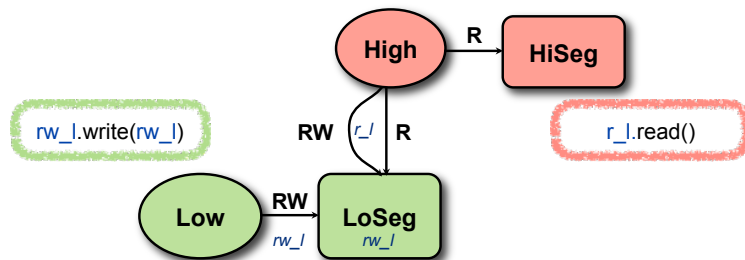 High
R
HiSeg
rw_l.write(rw_l)
RW
r_l
R
r_l.read()
Low
RW
rw_l
LoSeg
rw_l